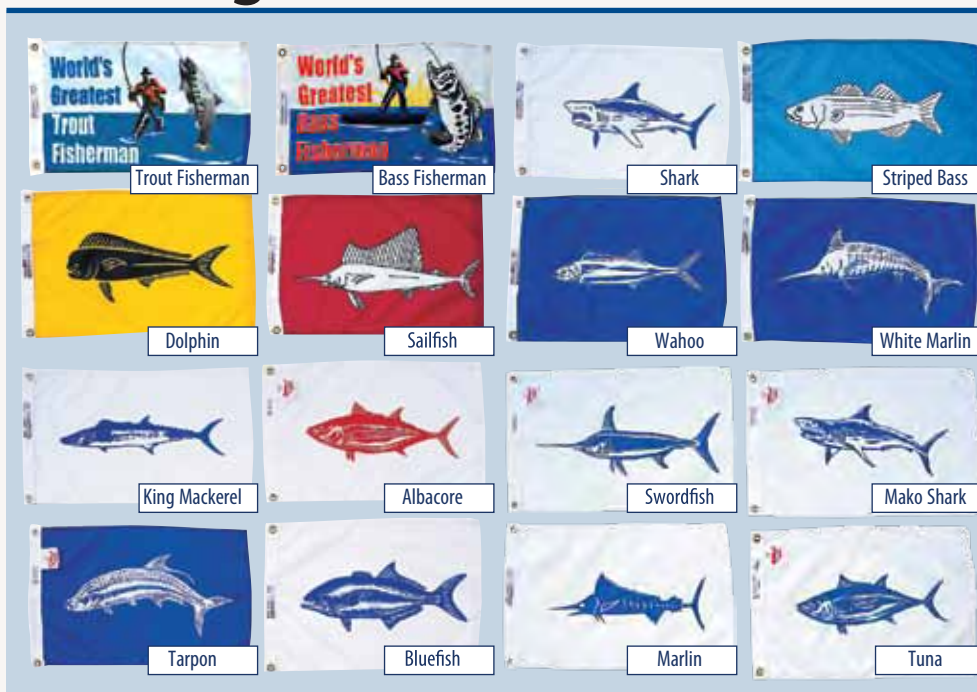 World's
Greatest
Trout
Fisherman
Trout Fisherman
World's
Greatest
Bass
Fisherman
Bass Fisherman
Shark
Striped Bass
Dolphin
Sailfish
Wahoo
White Marlin
King Mackerel
Albacore
Swordfish
Mako Shark
Tarpon
Bluefish
Marlin
Tuna